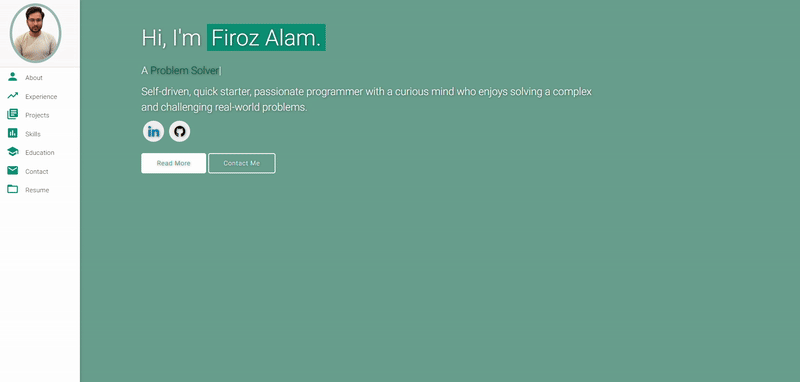 About
Experience
Projects
Skills
Education
Contact
Resume
Hi, I'm Firoz Alam.
A Problem Solver|
Self-driven, quick starter, passionate programmer with a curious mind who enjoys solving a complex
and challenging real-world problems.
in
Read More
Contact Me